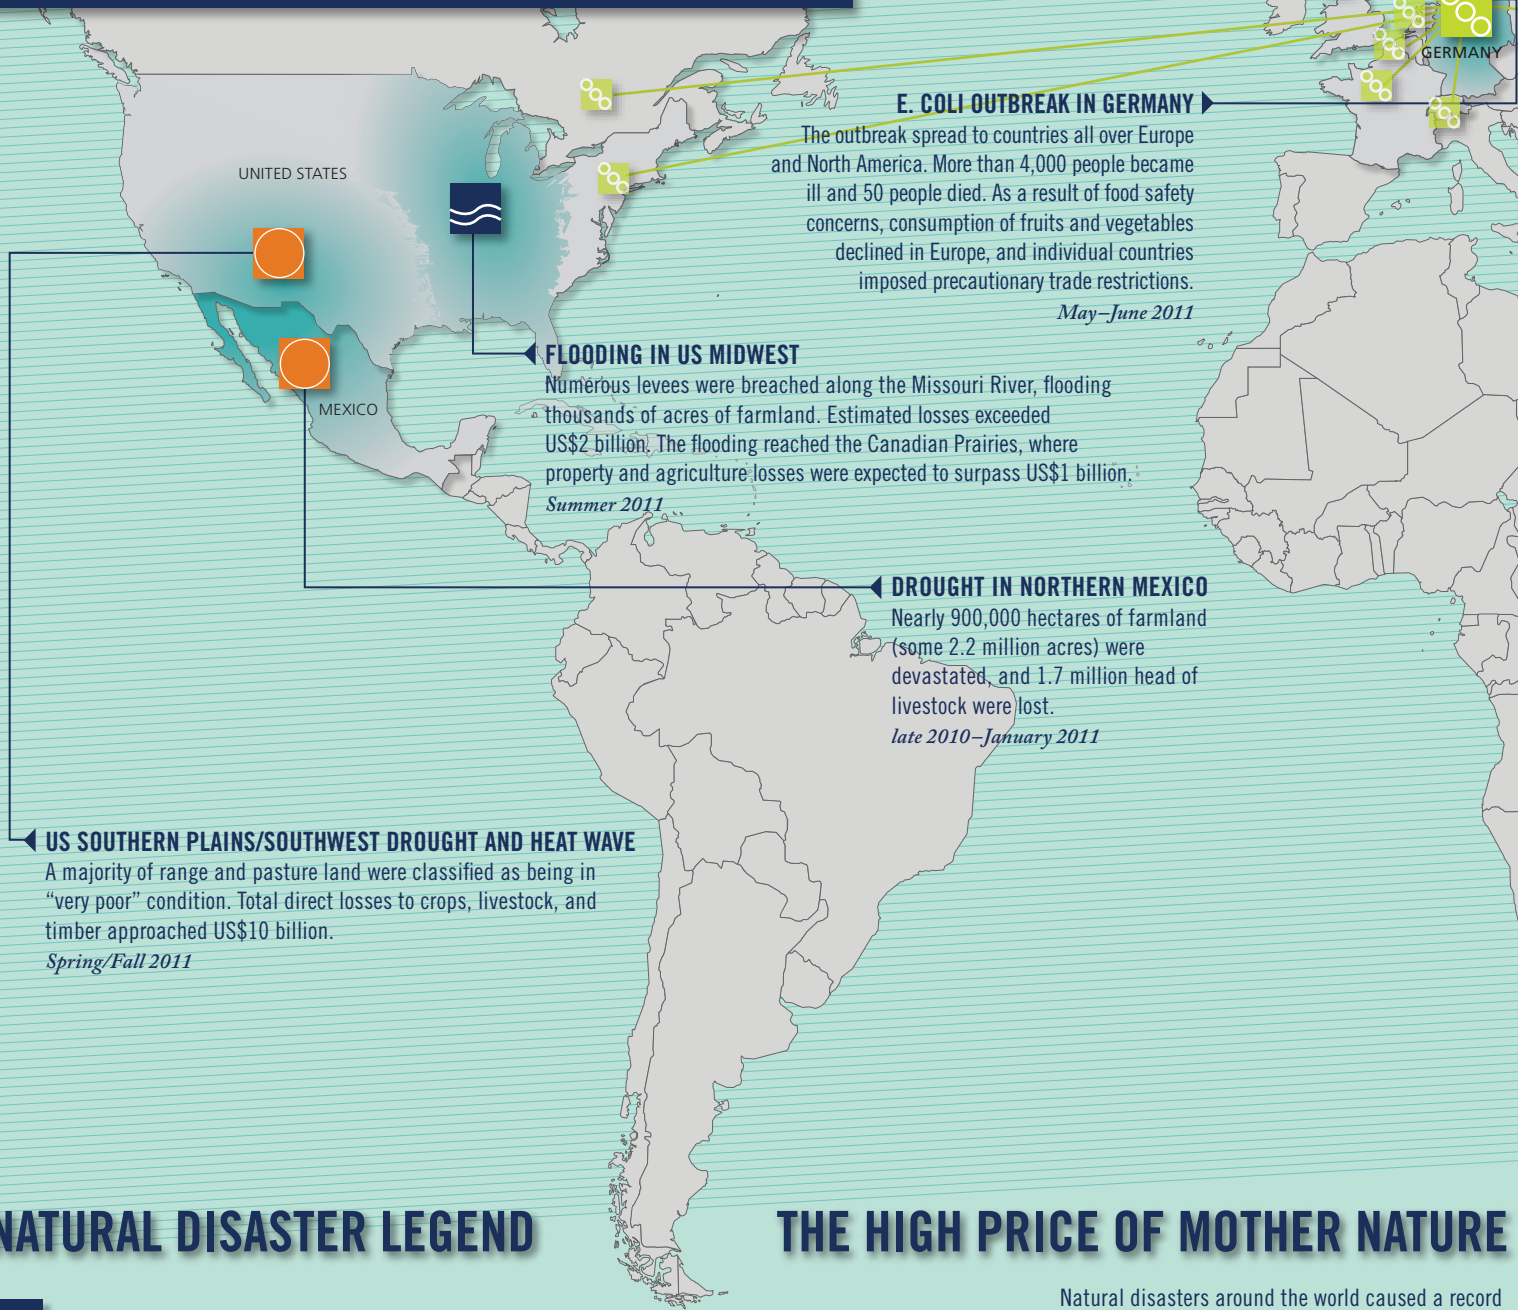 GERMANY
E. COLI OUTBREAK IN GERMANY
The outbreak spread to countries all over Europe
and North America. More than 4,000 people became
ill and 50 people died. As a result of food safety
concerns, consumption of fruits and vegetables
declined in Europe, and individual countries
imposed precautionary trade restrictions.
May–June 2011
UNITED STATES
FLOODING IN US MIDWEST
Numerous levees were breached along the Missouri River, flooding
thousands of acres of farmland. Estimated losses exceeded
US$2 billion. The flooding reached the Canadian Prairies, where
property and agriculture losses were expected to surpass US$1 billion.
Summer 2011
MEXICO
DROUGHT IN NORTHERN MEXICO
Nearly 900,000 hectares of farmland
(some 2.2 million acres) were
devastated, and 1.7 million head of
livestock were lost.
late 2010–January 2011
US SOUTHERN PLAINS/SOUTHWEST DROUGHT AND HEAT WAVE
A majority of range and pasture land were classified as being in
“very poor” condition. Total direct losses to crops, livestock, and
timber approached US$10 billion.
Spring/Fall 2011
NATURAL DISASTER LEGEND
THE HIGH PRICE OF MOTHER NATURE
Natural disasters around the world caused a record